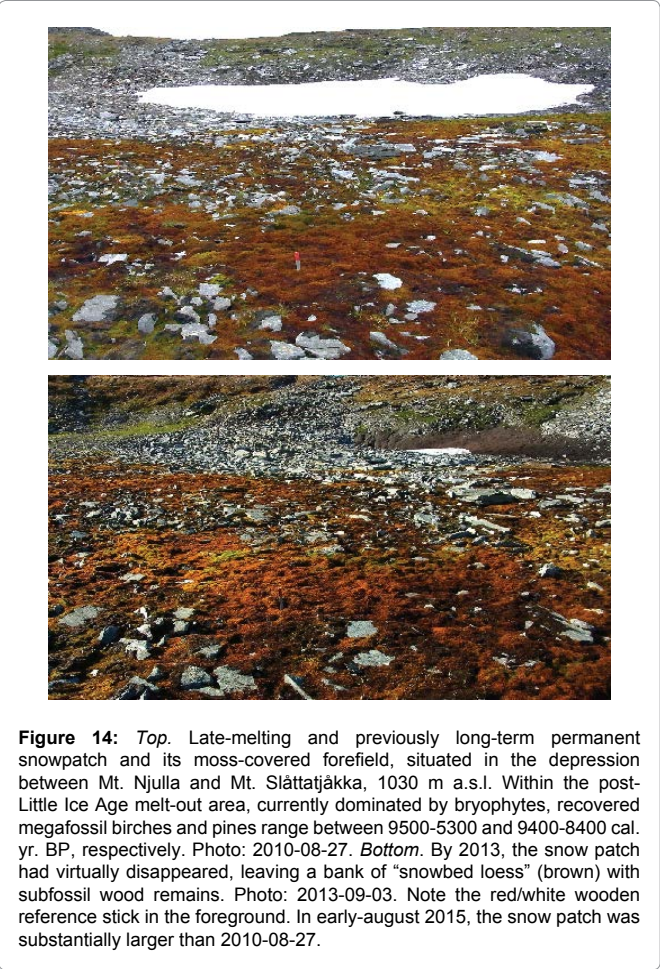 Figure 14: Top. Late-melting and previously long-term permanent
snowpatch and its moss-covered forefield, situated in the depression
between Mt. Njulla and Mt. Slåttatjåkka, 1030 m a.s.l. Within the post-
Little Ice Age melt-out area, currently dominated by bryophytes, recovered
megafossil birches and pines range between 9500-5300 and 9400-8400 cal.
yr. BP, respectively. Photo: 2010-08-27. Bottom. By 2013, the snow patch
had virtually disappeared, leaving a bank of “snowbed loess” (brown) with
subfossil wood remains. Photo: 2013-09-03. Note the red/white wooden
reference stick in the foreground. In early-august 2015, the snow patch was
substantially larger than 2010-08-27.